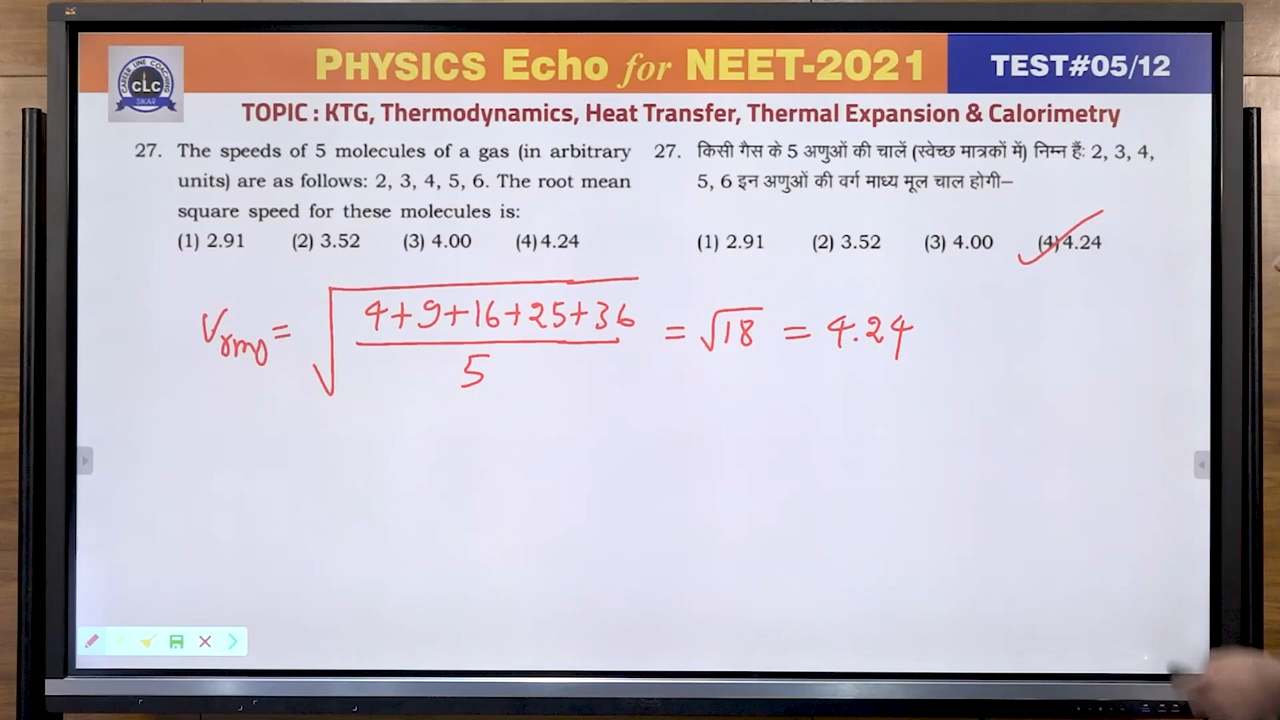 PHYSICS Echo for NEET-2021
TEST#05/12
CLC
SIKAR
TOPIC : KTG, Thermodynamics, Heat Transfer, Thermal Expansion & Calorimetry
27. The speeds of 5 molecules of a gas (in arbitrary
units) are as follows: 2, 3, 4, 5, 6. The root mean
square speed for these molecules is:
(1) 2.91 (2) 3.52 (3) 4.00 (4) 4.24
27. किसी गैस के 5 अणुओं की चालें (स्वेच्छ मात्रकों में) निम्न हैं: 2, 3, 4,
5, 6 इन अणुओं की वर्ग माध्य मूल चाल होगी–
(1) 2.91 (2) 3.52 (3) 4.00 (4) 4.24
Vrms = √((4+9+16+25+36)/5) = √18 = 4.24